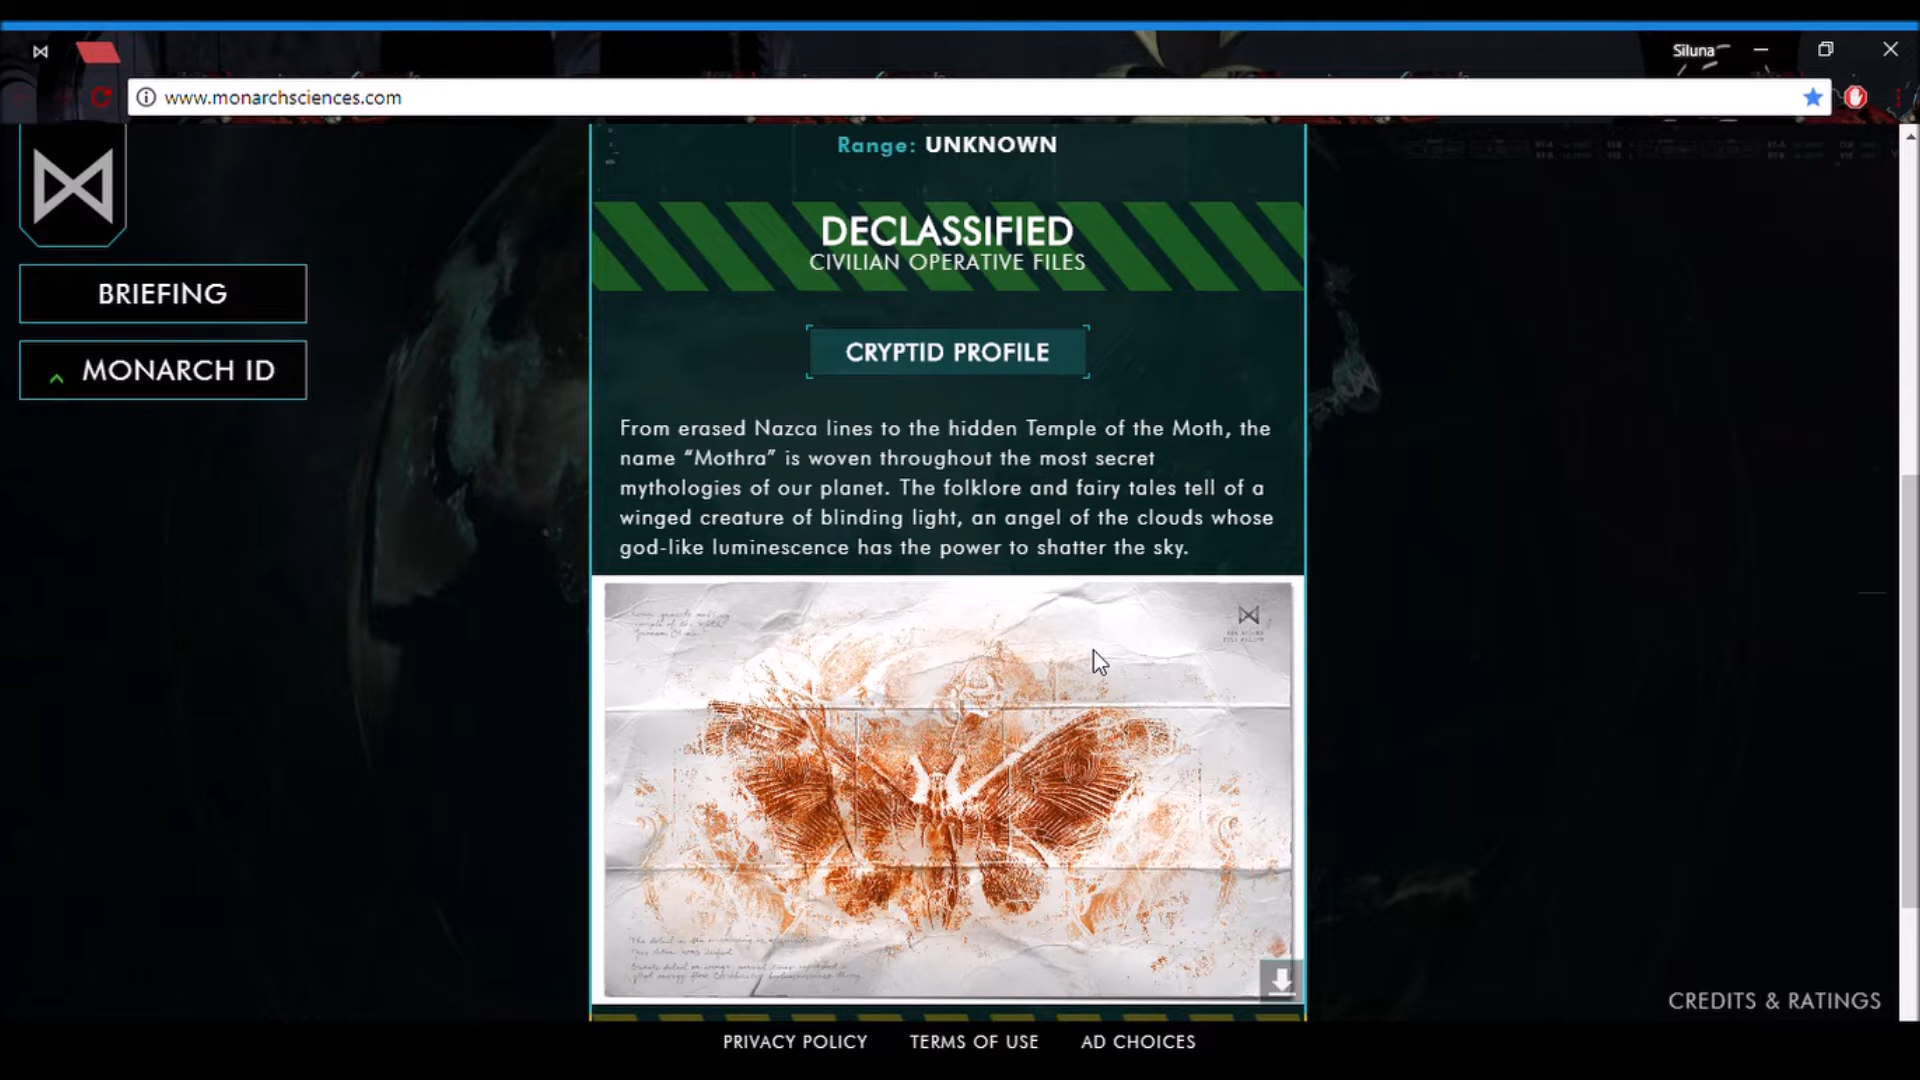 Siluna
www.monarchsciences.com
Range: UNKNOWN
DECLASSIFIED
CIVILIAN OPERATIVE FILES
BRIEFING
MONARCH ID
CRYPTID PROFILE
From erased Nazca lines to the hidden Temple of the Moth, the
name “Mothra” is woven throughout the most secret
mythologies of our planet. The folklore and fairy tales tell of a
winged creature of blinding light, an angel of the clouds whose
god-like luminescence has the power to shatter the sky.
CREDITS & RATINGS
PRIVACY POLICY
TERMS OF USE
AD CHOICES